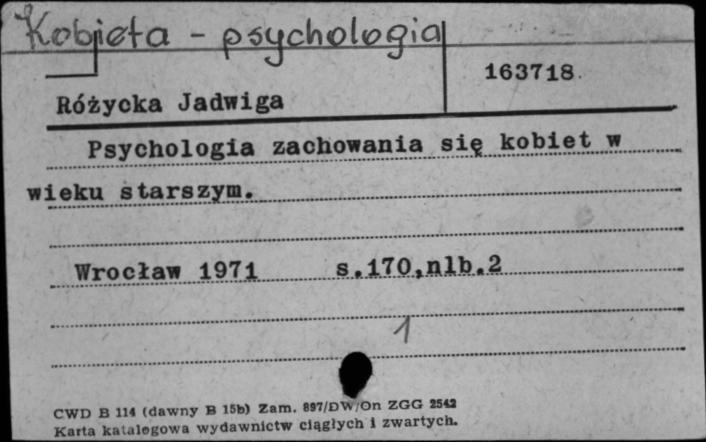 Kobieta - psychologia
163718.
Różycka Jadwiga
Psychologia zachowania się kobiet w
wieku starszym.
Wrocław 1971 s.170,nlb.2
1
CWD B 114 (dawny B 15b) Zam. 897/DW/On ZGG 2542
Karta katalogowa wydawnictw ciągłych i zwartych.